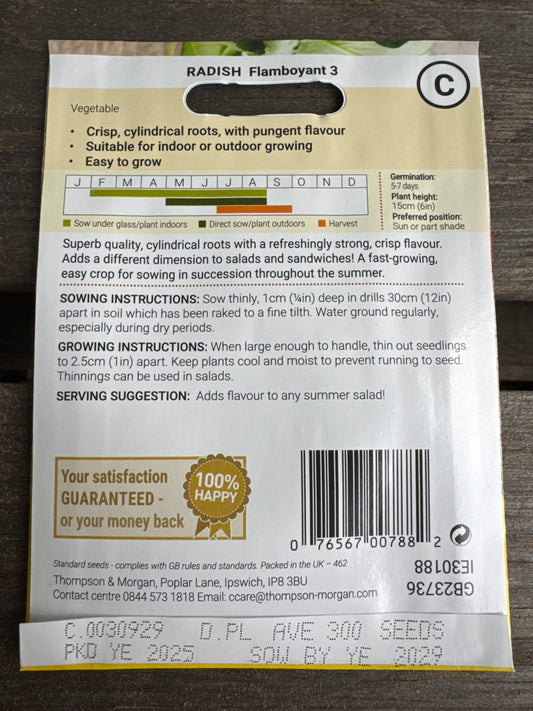 RADISH Flamboyant 3
C
Vegetable
• Crisp, cylindrical roots, with pungent flavour
• Suitable for indoor or outdoor growing
• Easy to grow
J F M A M J J A S O N D
Sow under glass/plant indoors Direct sow/plant outdoors Harvest
Germination:
5-7 days
Plant height:
15cm (6in)
Preferred position:
Sun or part shade
Superb quality, cylindrical roots with a refreshingly strong, crisp flavour.
Adds a different dimension to salads and sandwiches! A fast-growing,
easy crop for sowing in succession throughout the summer.
SOWING INSTRUCTIONS: Sow thinly, 1cm (¼in) deep in drills 30cm (12in)
apart in soil which has been raked to a fine tilth. Water ground regularly,
especially during dry periods.
GROWING INSTRUCTIONS: When large enough to handle, thin out seedlings
to 2.5cm (1in) apart. Keep plants cool and moist to prevent running to seed.
Thinnings can be used in salads.
SERVING SUGGESTION: Adds flavour to any summer salad!
Your satisfaction
GUARANTEED -
or your money back
100%
HAPPY
0 76567 00788 2
GB23736
IE30188
Standard seeds - complies with GB rules and standards. Packed in the UK – 462
Thompson & Morgan, Poplar Lane, Ipswich, IP8 3BU
Contact centre 0844 573 1818 Email: ccare@thompson-morgan.com
C.0030929 D.PL AVE 300 SEEDS
PKD YE 2025 SOW BY YE 2029